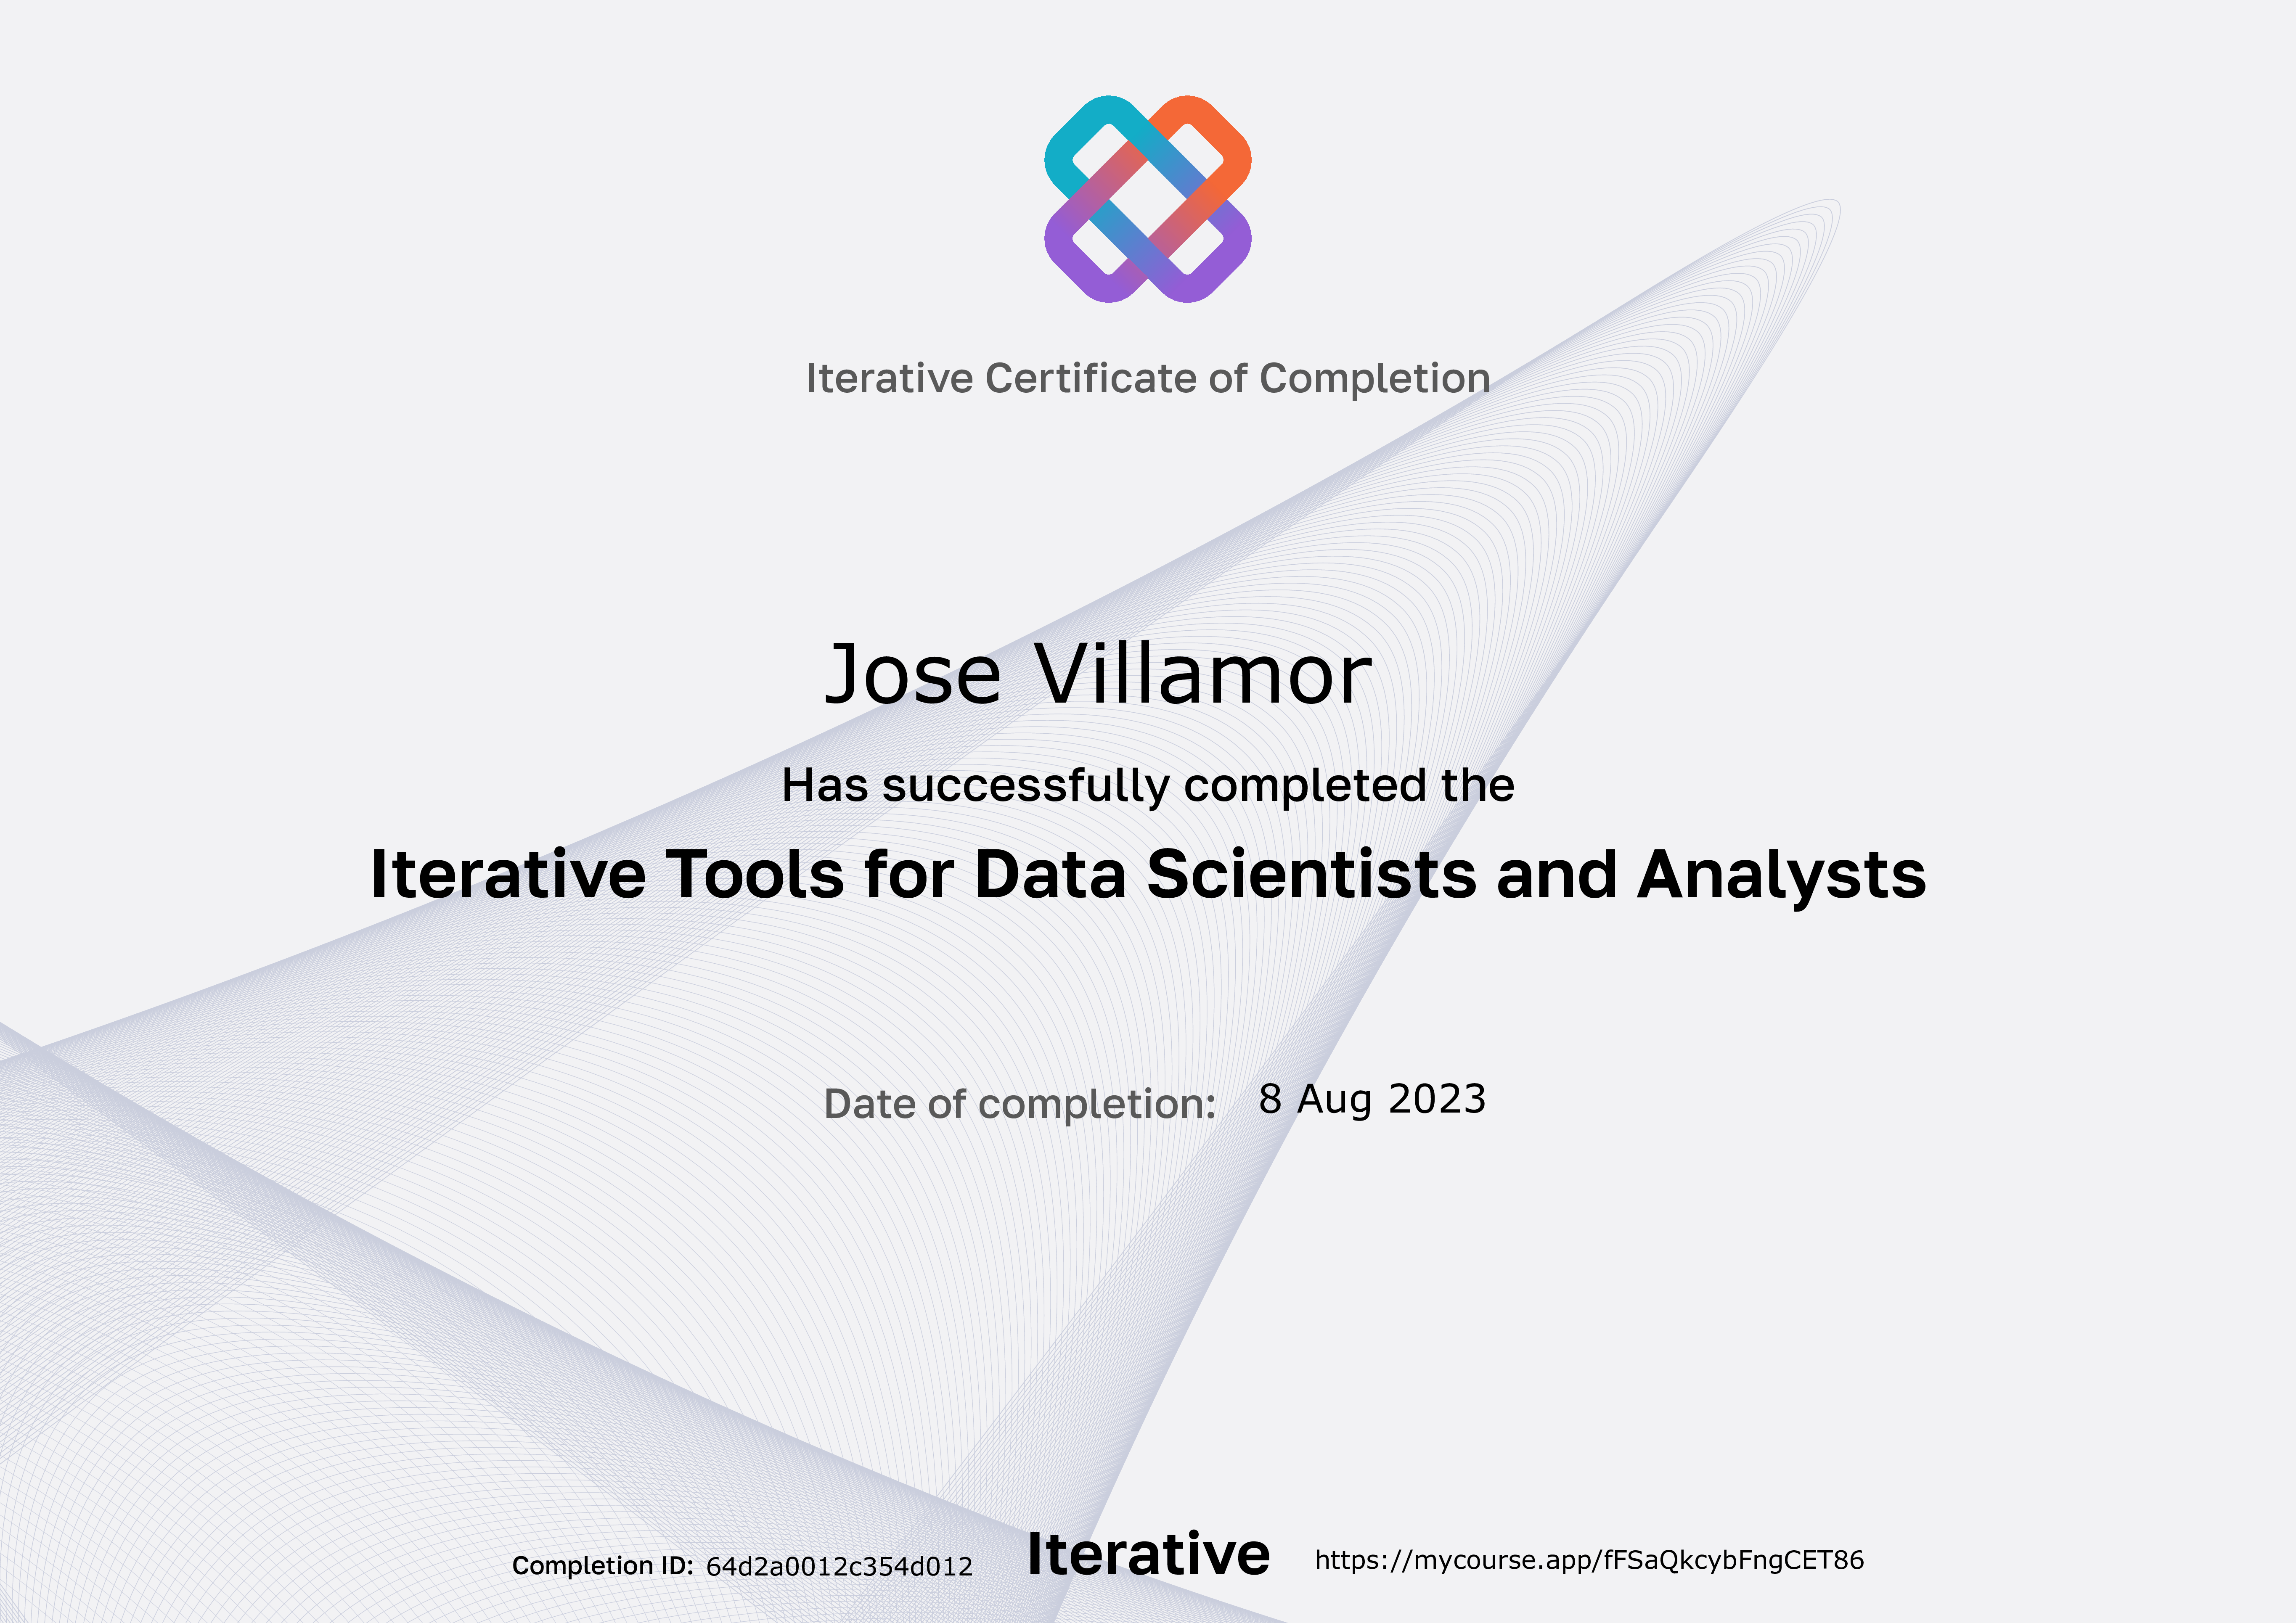 Iterative Certificate of Completion
Jose Villamor
Has successfully completed the
Iterative Tools for Data Scientists and Analysts
Date of completion: 8 Aug 2023
Completion ID: 64d2a0012c354d012 Iterative https://mycourse.app/fFSaQkcybFngCET86